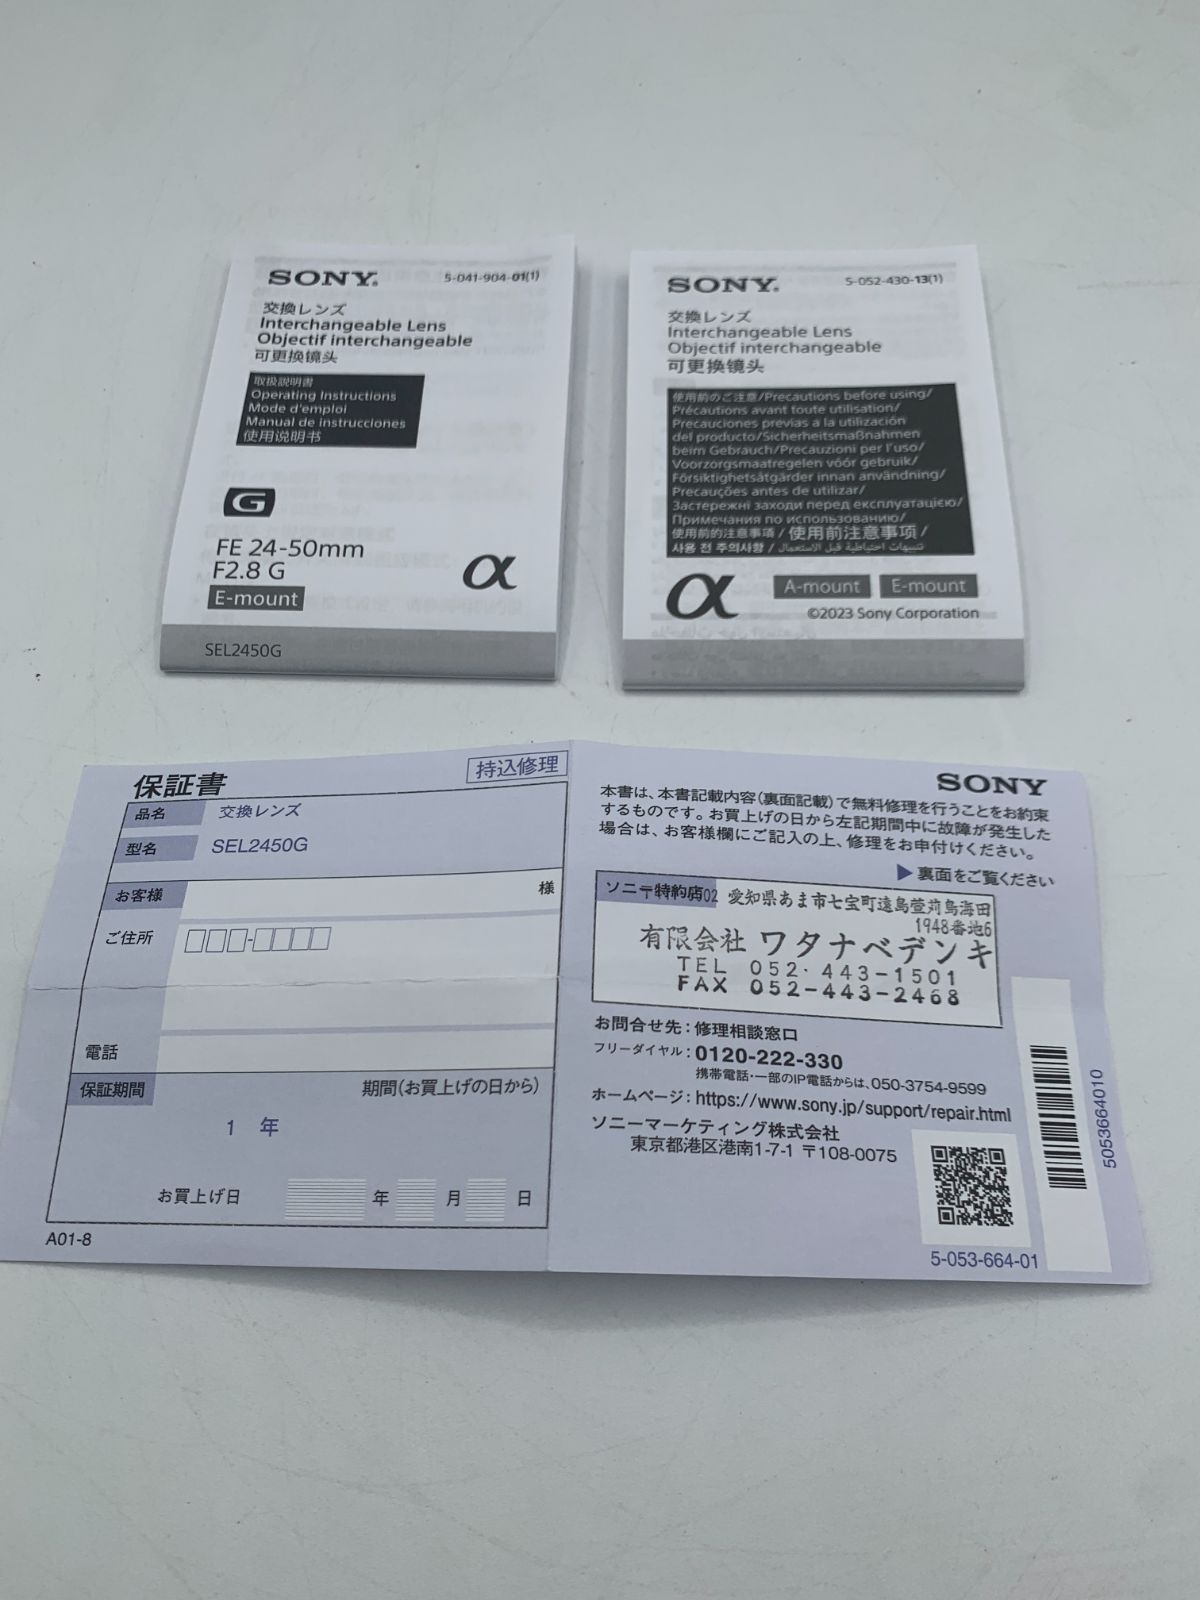 SONY®
5-041-904-01(1)
交換レンズ
Interchangeable Lens
Objectif interchangeable
可更换镜头
取扱説明書
Operating Instructions
Mode d'emploi
Manual de instrucciones
使用说明书
G
FE 24-50mm
F2.8 G
E-mount
α
SEL2450G
SONY®
5-052-430-13(1)
交換レンズ
Interchangeable Lens
Objectif interchangeable
可更换镜头
使用前のご注意/Precautions before using/
Précautions avant toute utilisation/
Precauciones previas a la utilización
del producto/Sicherheitsmaßnahmen
beim Gebrauch/Precauzioni per l'uso/
Voorzorgsmaatregelen vóór gebruik/
Försiktighetsåtgärder innan användning/
Precauções antes de utilizar/
Застережні заходи перед експлуатацією/
Примечания по использованию/
使用前的注意事项 / 使用前注意事項 /
사용 전 주의사항 / تنبيهات احتياطية قبل الاستعمال
α
A-mount E-mount
©2023 Sony Corporation
保証書
持込修理
品名 交換レンズ
型名 SEL2450G
お客様 様
ご住所
電話
保証期間 期間(お買上げの日から)
1 年
お買上げ日 年 月 日
A01-8
SONY
本書は、本書記載内容(裏面記載)で無料修理を行うことをお約束
するものです。お買上げの日から左記期間中に故障が発生した
場合は、お客様欄にご記入の上、修理をお申付けください。
▶裏面をご覧ください
ソニー特約店
愛知県あま市七宝町遠島萱苅鳥海田
1948番地6
有限会社 ワタナベデンキ
TEL 052-443-1501
FAX 052-443-2468
お問合せ先:修理相談窓口
フリーダイヤル:0120-222-330
携帯電話・一部のIP電話からは、050-3754-9599
ホームページ:https://www.sony.jp/support/repair.html
ソニーマーケティング株式会社
東京都港区港南1-7-1 〒108-0075
5-053-664-01
5053664010